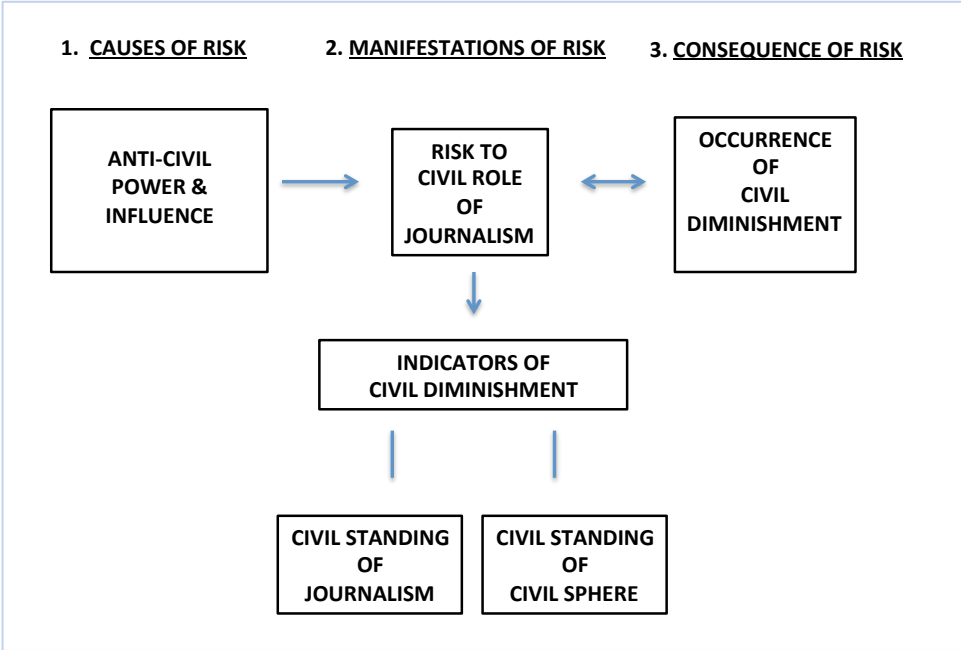 1. CAUSES OF RISK
2. MANIFESTATIONS OF RISK
3. CONSEQUENCE OF RISK
ANTI-CIVIL
POWER &
INFLUENCE
RISK TO
CIVIL ROLE
OF
JOURNALISM
OCCURRENCE
OF
CIVIL
DIMINISHMENT
INDICATORS OF
CIVIL DIMINISHMENT
CIVIL STANDING
OF
JOURNALISM
CIVIL STANDING
OF
CIVIL SPHERE